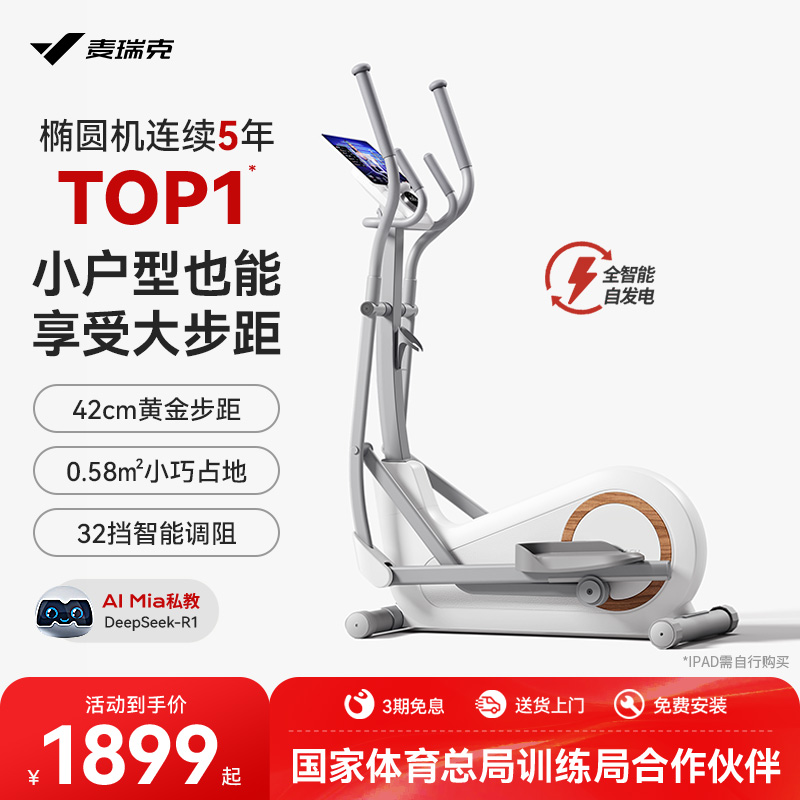 麦瑞克
椭圆机连续5年
TOP1*
小户型也能
享受大步距
42cm黄金步距
0.58㎡小巧占地
32挡智能调阻
AI Mia私教
DeepSeek-R1
全智能
自发电
*IPAD需自行购买
活动到手价
¥1899起
3期免息
送货上门
免费安装
国家体育总局训练局合作伙伴